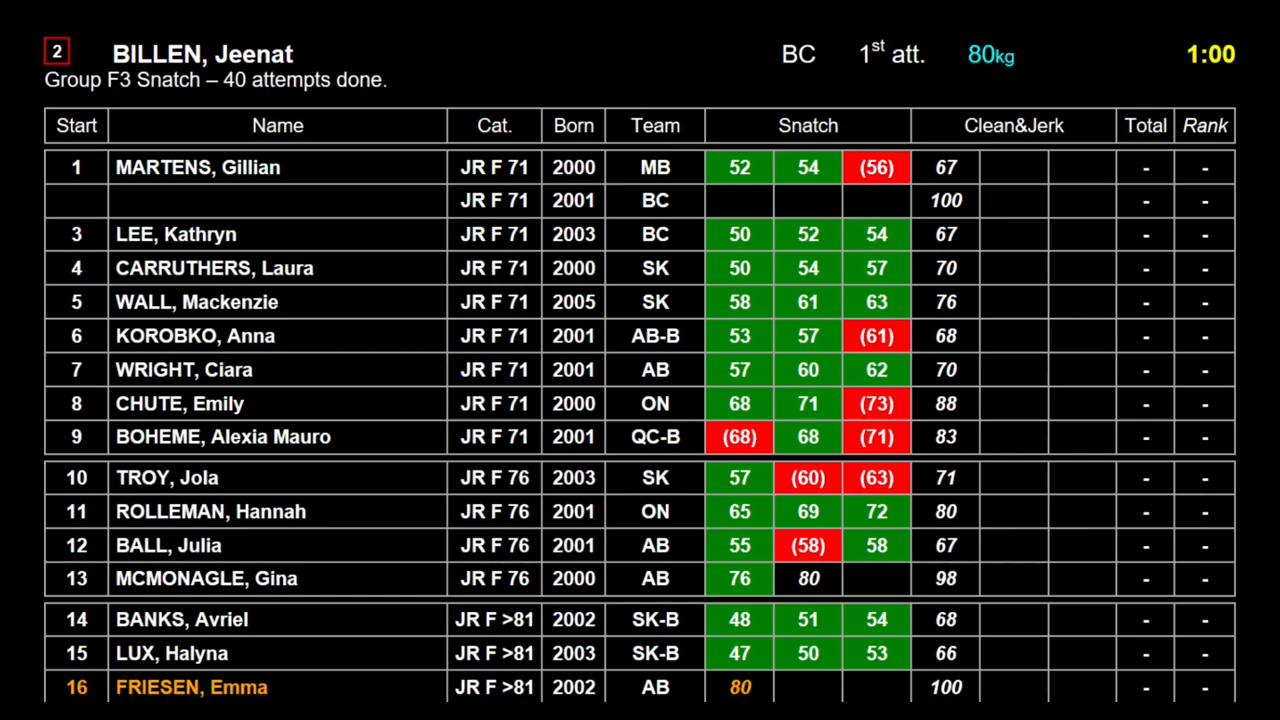 2 BILLEN, Jeenat BC 1st att. 80kg 1:00
Group F3 Snatch – 40 attempts done.
Start Name Cat. Born Team Snatch Clean&Jerk Total Rank
1 MARTENS, Gillian JR F 71 2000 MB 52 54 (56) 67 - -
JR F 71 2001 BC 100 - -
3 LEE, Kathryn JR F 71 2003 BC 50 52 54 67 - -
4 CARRUTHERS, Laura JR F 71 2000 SK 50 54 57 70 - -
5 WALL, Mackenzie JR F 71 2005 SK 58 61 63 76 - -
6 KOROBKO, Anna JR F 71 2001 AB-B 53 57 (61) 68 - -
7 WRIGHT, Ciara JR F 71 2001 AB 57 60 62 70 - -
8 CHUTE, Emily JR F 71 2000 ON 68 71 (73) 88 - -
9 BOHEME, Alexia Mauro JR F 71 2001 QC-B (68) 68 (71) 83 - -
10 TROY, Jola JR F 76 2003 SK 57 (60) (63) 71 - -
11 ROLLEMAN, Hannah JR F 76 2001 ON 65 69 72 80 - -
12 BALL, Julia JR F 76 2001 AB 55 (58) 58 67 - -
13 MCMONAGLE, Gina JR F 76 2000 AB 76 80 98 - -
14 BANKS, Avriel JR F >81 2002 SK-B 48 51 54 68 - -
15 LUX, Halyna JR F >81 2003 SK-B 47 50 53 66 - -
16 FRIESEN, Emma JR F >81 2002 AB 80 100 - -